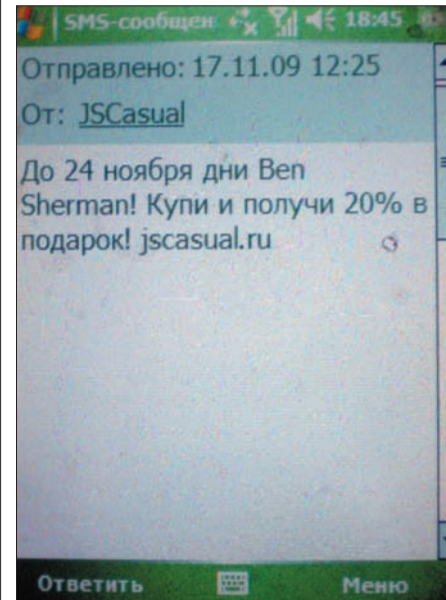 SMS-сообщен 18:45
Отправлено: 17.11.09 12:25
От: JSCasual
До 24 ноября дни Ben
Sherman! Купи и получи 20% в
подарок! jscasual.ru
Ответить Меню